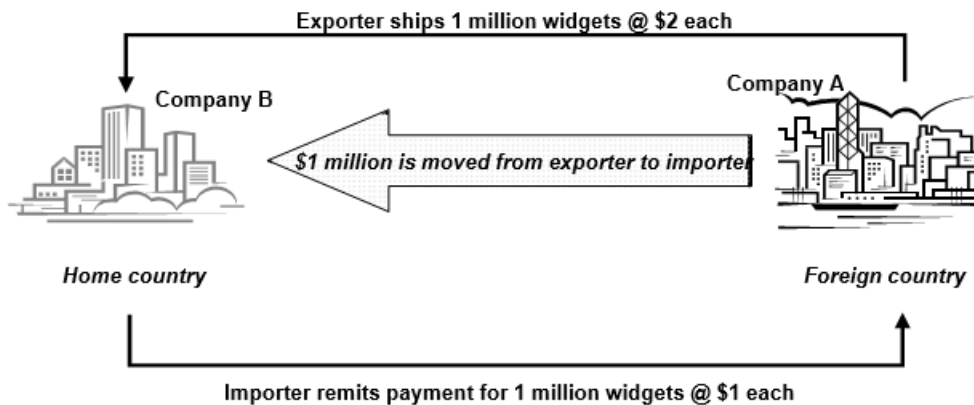 Exporter ships 1 million widgets @ $2 each
Company B
Company A
$1 million is moved from exporter to importer
Home country
Foreign country
Importer remits payment for 1 million widgets @ $1 each